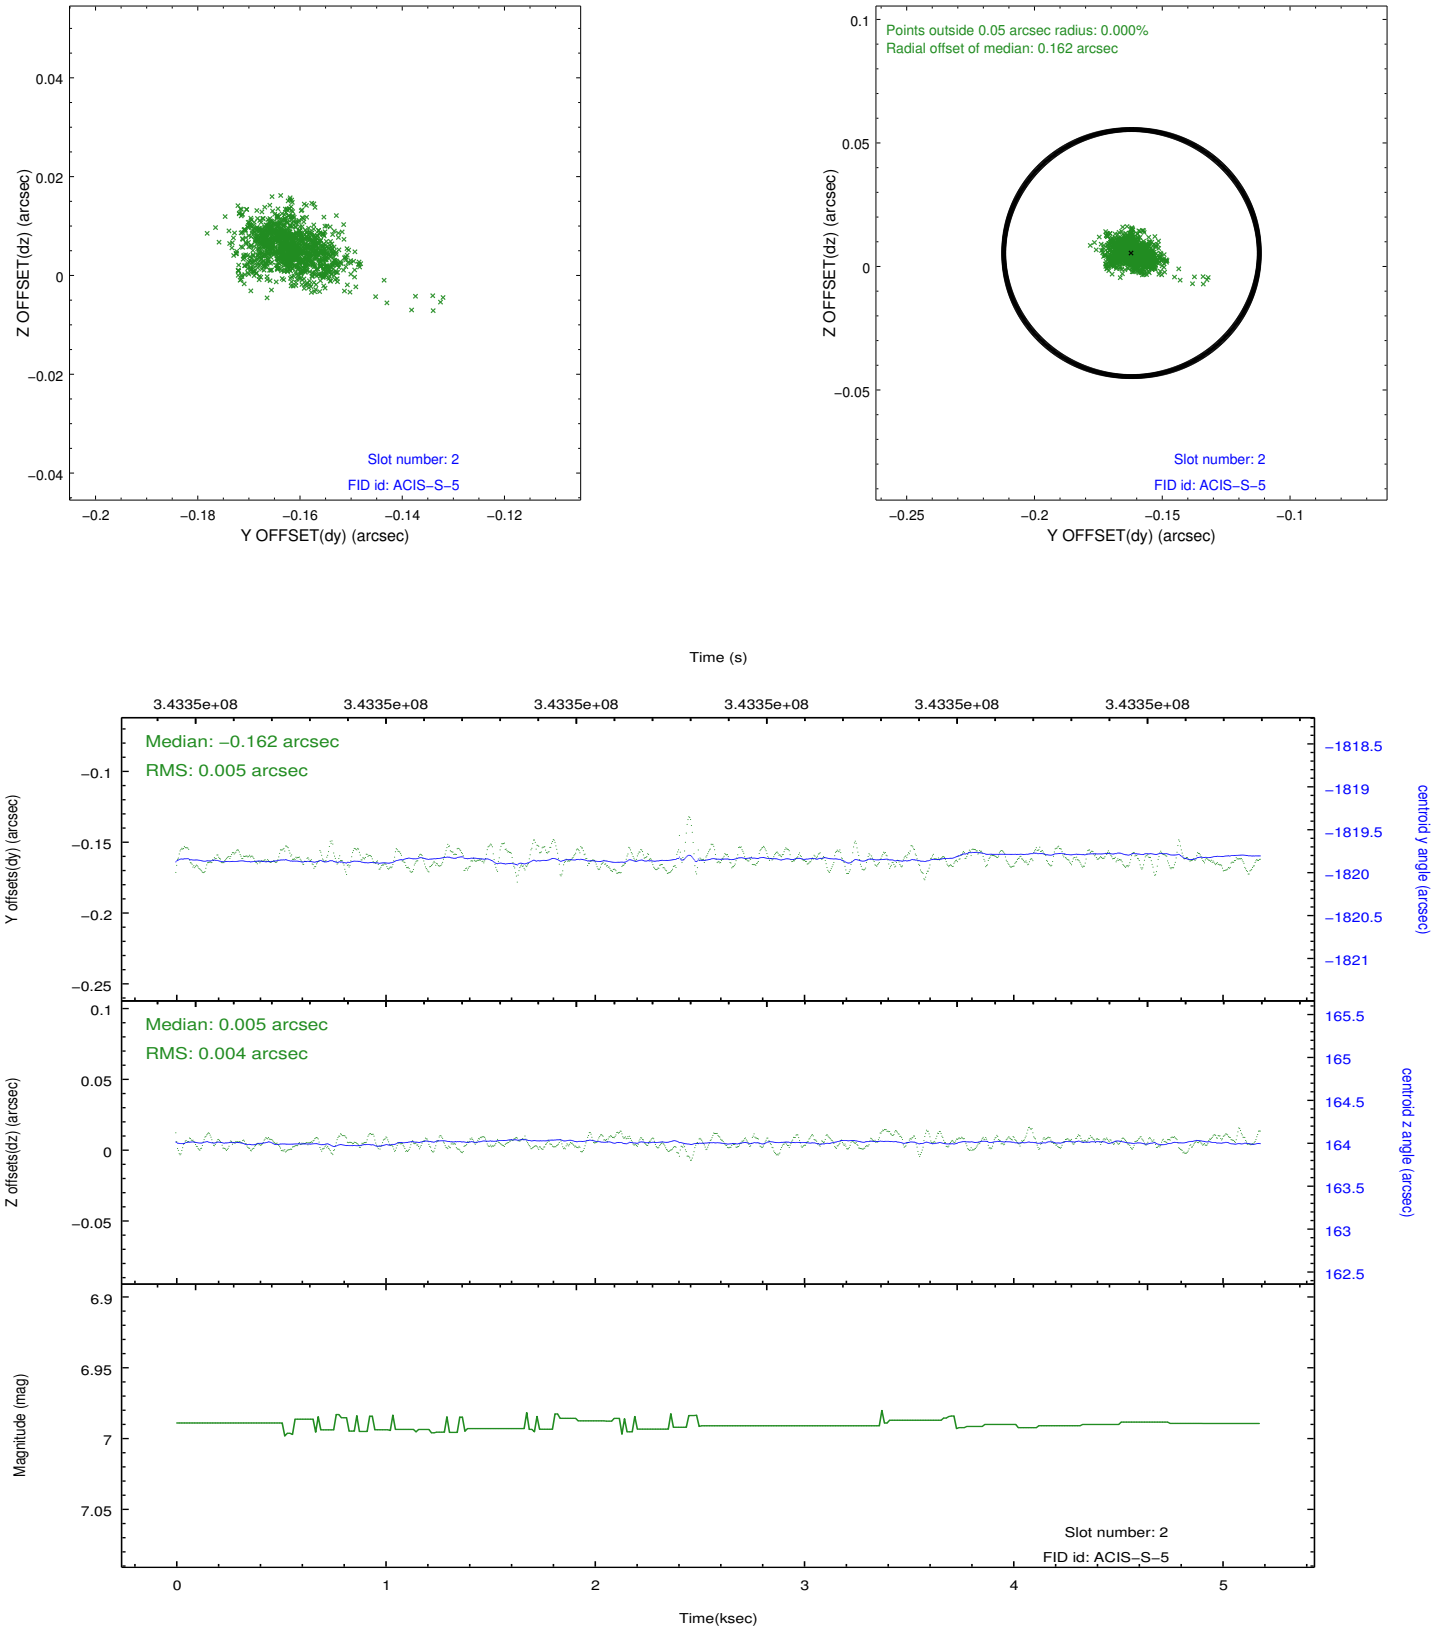 0.04
0.02
0
−0.02
−0.04
Z OFFSET(dz) (arcsec)
Slot number: 2
FID id: ACIS−S−5
−0.2
−0.18
−0.16
−0.14
−0.12
Y OFFSET(dy) (arcsec)
Points outside 0.05 arcsec radius: 0.000%
Radial offset of median: 0.162 arcsec
0.1
0.05
0
−0.05
Z OFFSET(dz) (arcsec)
Slot number: 2
FID id: ACIS−S−5
−0.25
−0.2
−0.15
−0.1
Y OFFSET(dy) (arcsec)
Time (s)
3.4335e+08
3.4335e+08
3.4335e+08
3.4335e+08
3.4335e+08
3.4335e+08
Median: −0.162 arcsec
RMS: 0.005 arcsec
−0.1
−0.15
−0.2
−0.25
Y offsets(dy) (arcsec)
−1818.5
−1819
−1819.5
−1820
−1820.5
−1821
centroid y angle (arcsec)
Median: 0.005 arcsec
RMS: 0.004 arcsec
0.1
0.05
0
−0.05
Z offsets(dz) (arcsec)
165.5
165
164.5
164
163.5
163
162.5
centroid z angle (arcsec)
6.9
6.95
7
7.05
Magnitude (mag)
Slot number: 2
FID id: ACIS−S−5
0
1
2
3
4
5
Time(ksec)